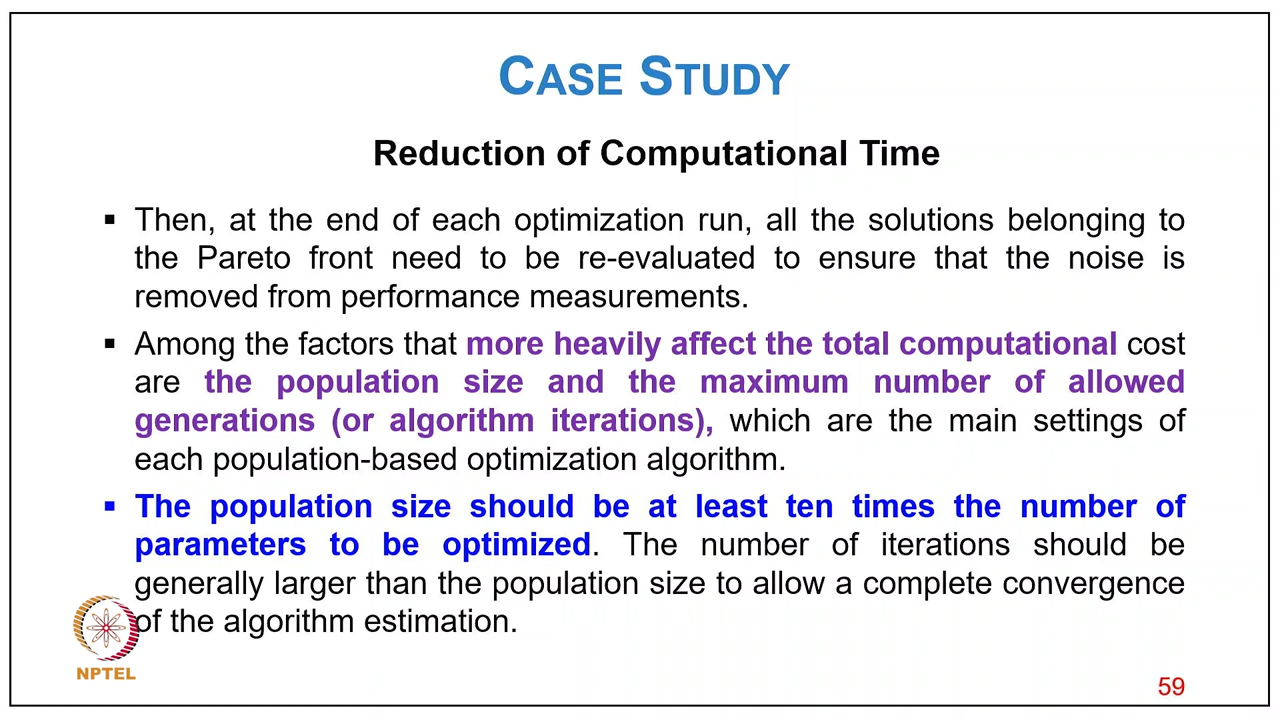 CASE STUDY
Reduction of Computational Time
▪ Then, at the end of each optimization run, all the solutions belonging to
the Pareto front need to be re-evaluated to ensure that the noise is
removed from performance measurements.
▪ Among the factors that more heavily affect the total computational cost
are the population size and the maximum number of allowed
generations (or algorithm iterations), which are the main settings of
each population-based optimization algorithm.
▪ The population size should be at least ten times the number of
parameters to be optimized. The number of iterations should be
generally larger than the population size to allow a complete convergence
of the algorithm estimation.
NPTEL
59